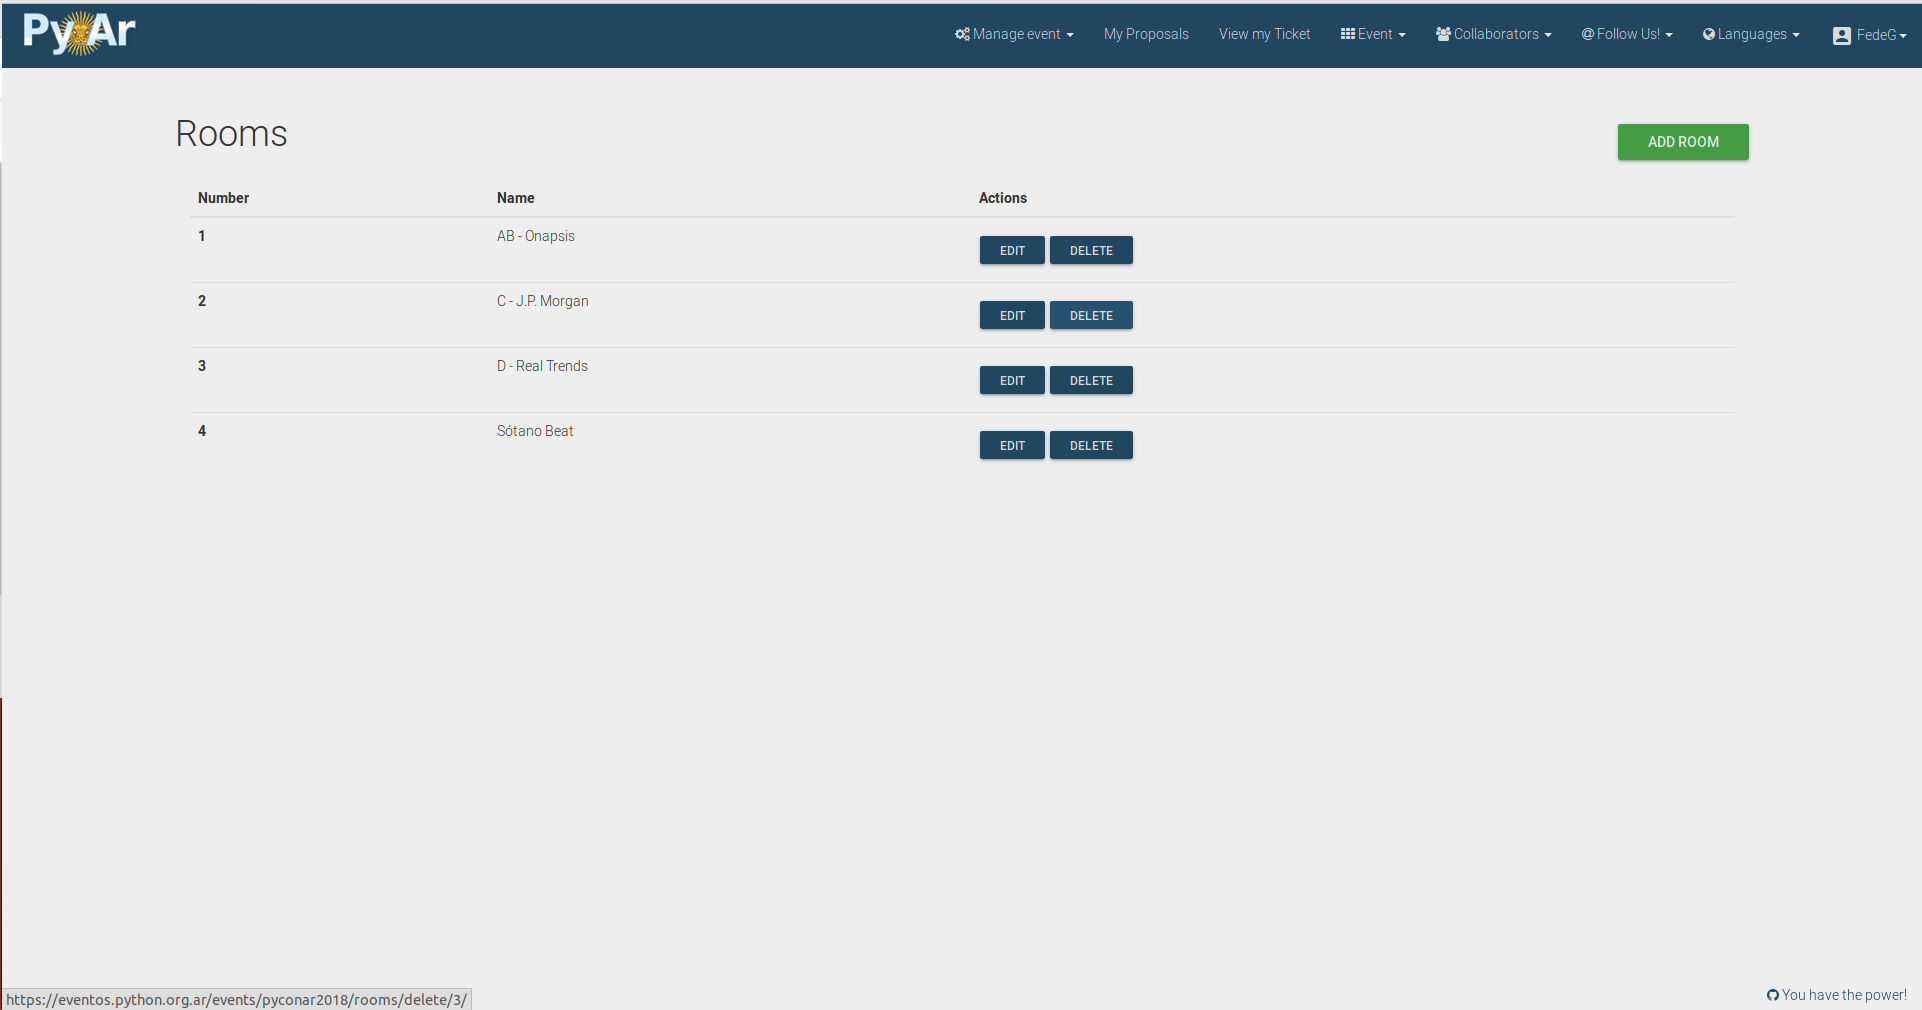 PyAr
Manage event
My Proposals
View my Ticket
Event
Collaborators
@ Follow Us!
Languages
FedeG
Rooms
ADD ROOM
Number Name Actions
1 AB - Onapsis EDIT DELETE
2 C - J.P. Morgan EDIT DELETE
3 D - Real Trends EDIT DELETE
4 Sótano Beat EDIT DELETE
https://eventos.python.org.ar/events/pyconar2018/rooms/delete/3/
You have the power!